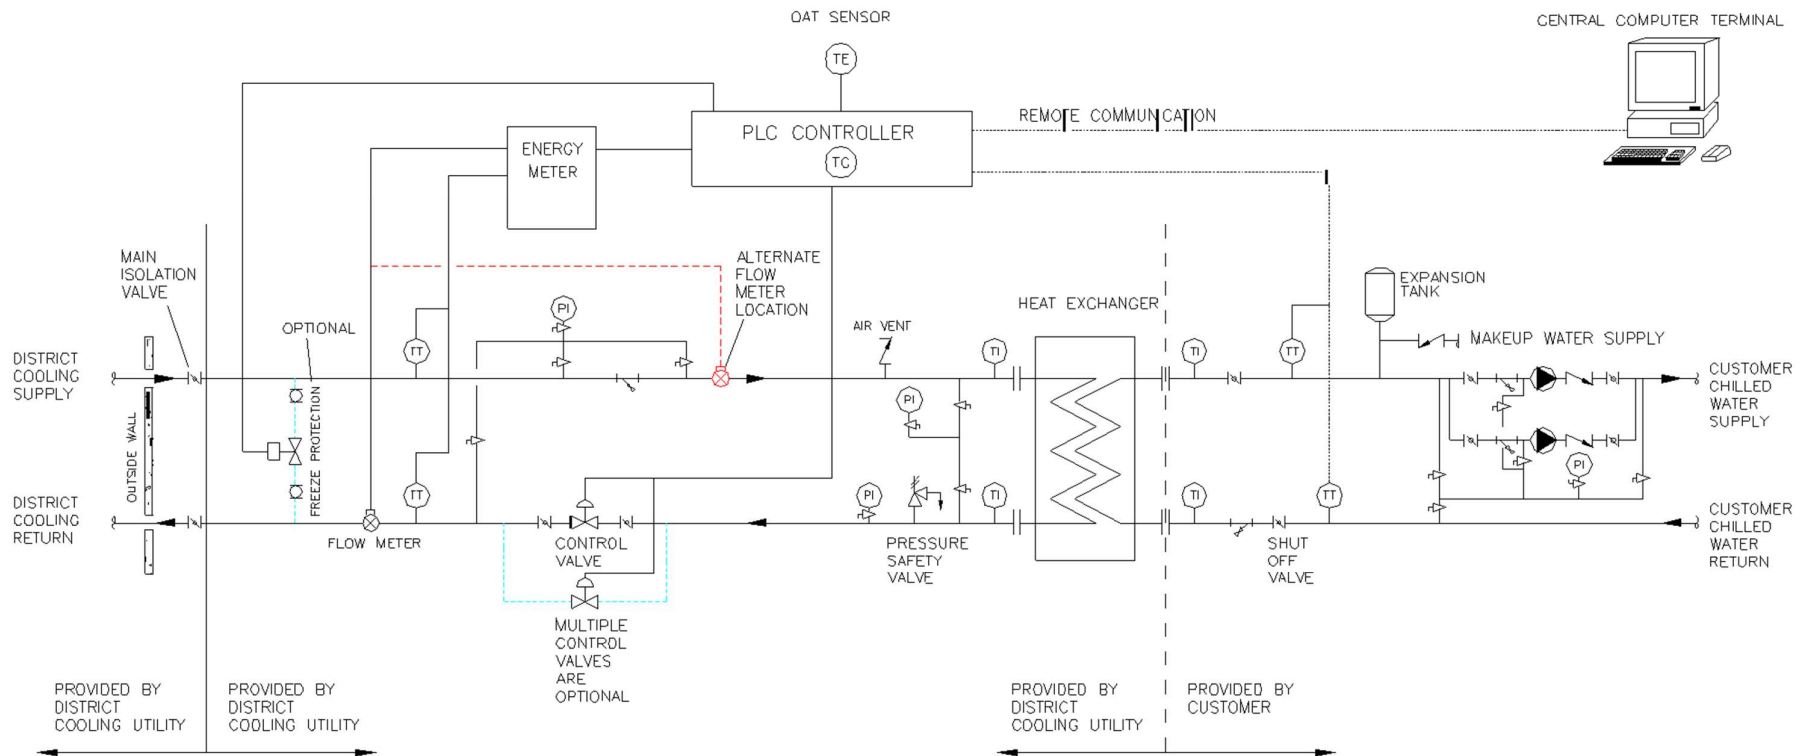 OAT SENSOR
CENTRAL COMPUTER TERMINAL
TE
REMOTE COMMUNICATION
PLC CONTROLLER
TC
ENERGY
METER
MAIN
ISOLATION
VALVE
ALTERNATE
FLOW
METER
LOCATION
OPTIONAL
PI
AIR VENT
HEAT EXCHANGER
EXPANSION
TANK
MAKEUP WATER SUPPLY
DISTRICT
COOLING
SUPPLY
TT
TI
TI
TT
CUSTOMER
CHILLED
WATER
SUPPLY
OUTSIDE WALL
FREEZE PROTECTION
PI
PI
DISTRICT
COOLING
RETURN
TT
PI
TI
TI
TT
CUSTOMER
CHILLED
WATER
RETURN
FLOW METER
CONTROL
VALVE
PRESSURE
SAFETY
VALVE
SHUT
OFF
VALVE
MULTIPLE
CONTROL
VALVES
ARE
OPTIONAL
PROVIDED BY
DISTRICT
COOLING UTILITY
PROVIDED BY
DISTRICT
COOLING UTILITY
PROVIDED BY
DISTRICT
COOLING UTILITY
PROVIDED BY
CUSTOMER